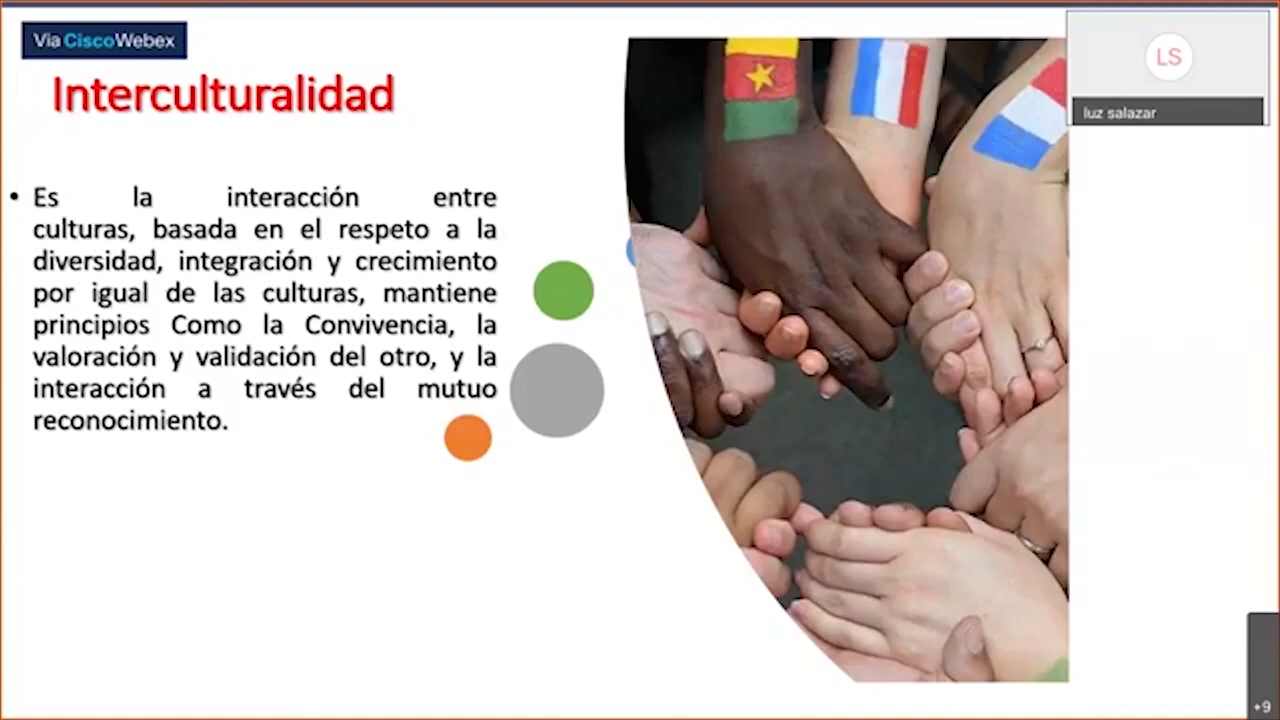 Via CiscoWebex
Interculturalidad
LS
luz salazar
• Es la interacción entre
culturas, basada en el respeto a la
diversidad, integración y crecimiento
por igual de las culturas, mantiene
principios Como la Convivencia, la
valoración y validación del otro, y la
interacción a través del mutuo
reconocimiento.
+9